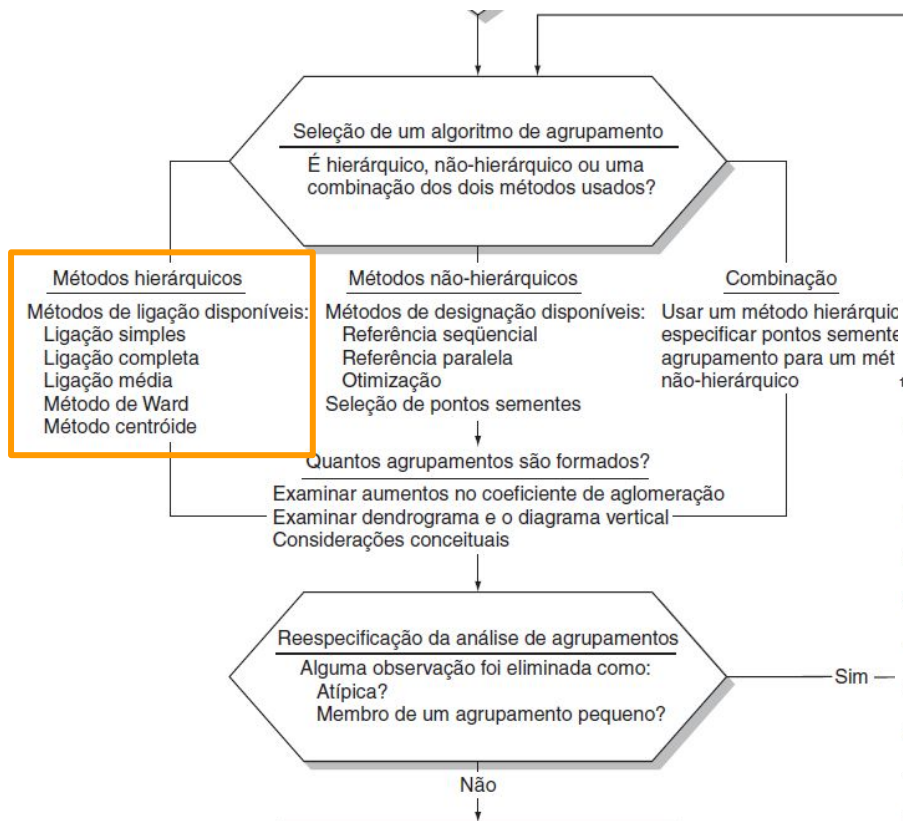 Seleção de um algoritmo de agrupamento
É hierárquico, não-hierárquico ou uma
combinação dos dois métodos usados?
Métodos hierárquicos
Métodos de ligação disponíveis:
Ligação simples
Ligação completa
Ligação média
Método de Ward
Método centróide
Métodos não-hierárquicos
Métodos de designação disponíveis:
Referência seqüencial
Referência paralela
Otimização
Seleção de pontos sementes
Combinação
Usar um método hierárquic
especificar pontos semente
agrupamento para um mét
não-hierárquico
Quantos agrupamentos são formados?
Examinar aumentos no coeficiente de aglomeração
Examinar dendrograma e o diagrama vertical
Considerações conceituais
Reespecificação da análise de agrupamentos
Alguma observação foi eliminada como:
Atípica?
Membro de um agrupamento pequeno?
Sim
Não